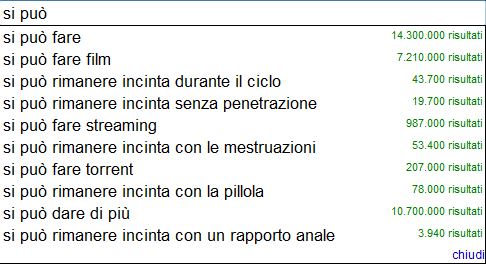 si può
si può fare 14.300.000 risultati
si può fare film 7.210.000 risultati
si può rimanere incinta durante il ciclo 43.700 risultati
si può rimanere incinta senza penetrazione 19.700 risultati
si può fare streaming 987.000 risultati
si può rimanere incinta con le mestruazioni 53.400 risultati
si può fare torrent 207.000 risultati
si può rimanere incinta con la pillola 78.000 risultati
si può dare di più 10.700.000 risultati
si può rimanere incinta con un rapporto anale 3.940 risultati
chiudi